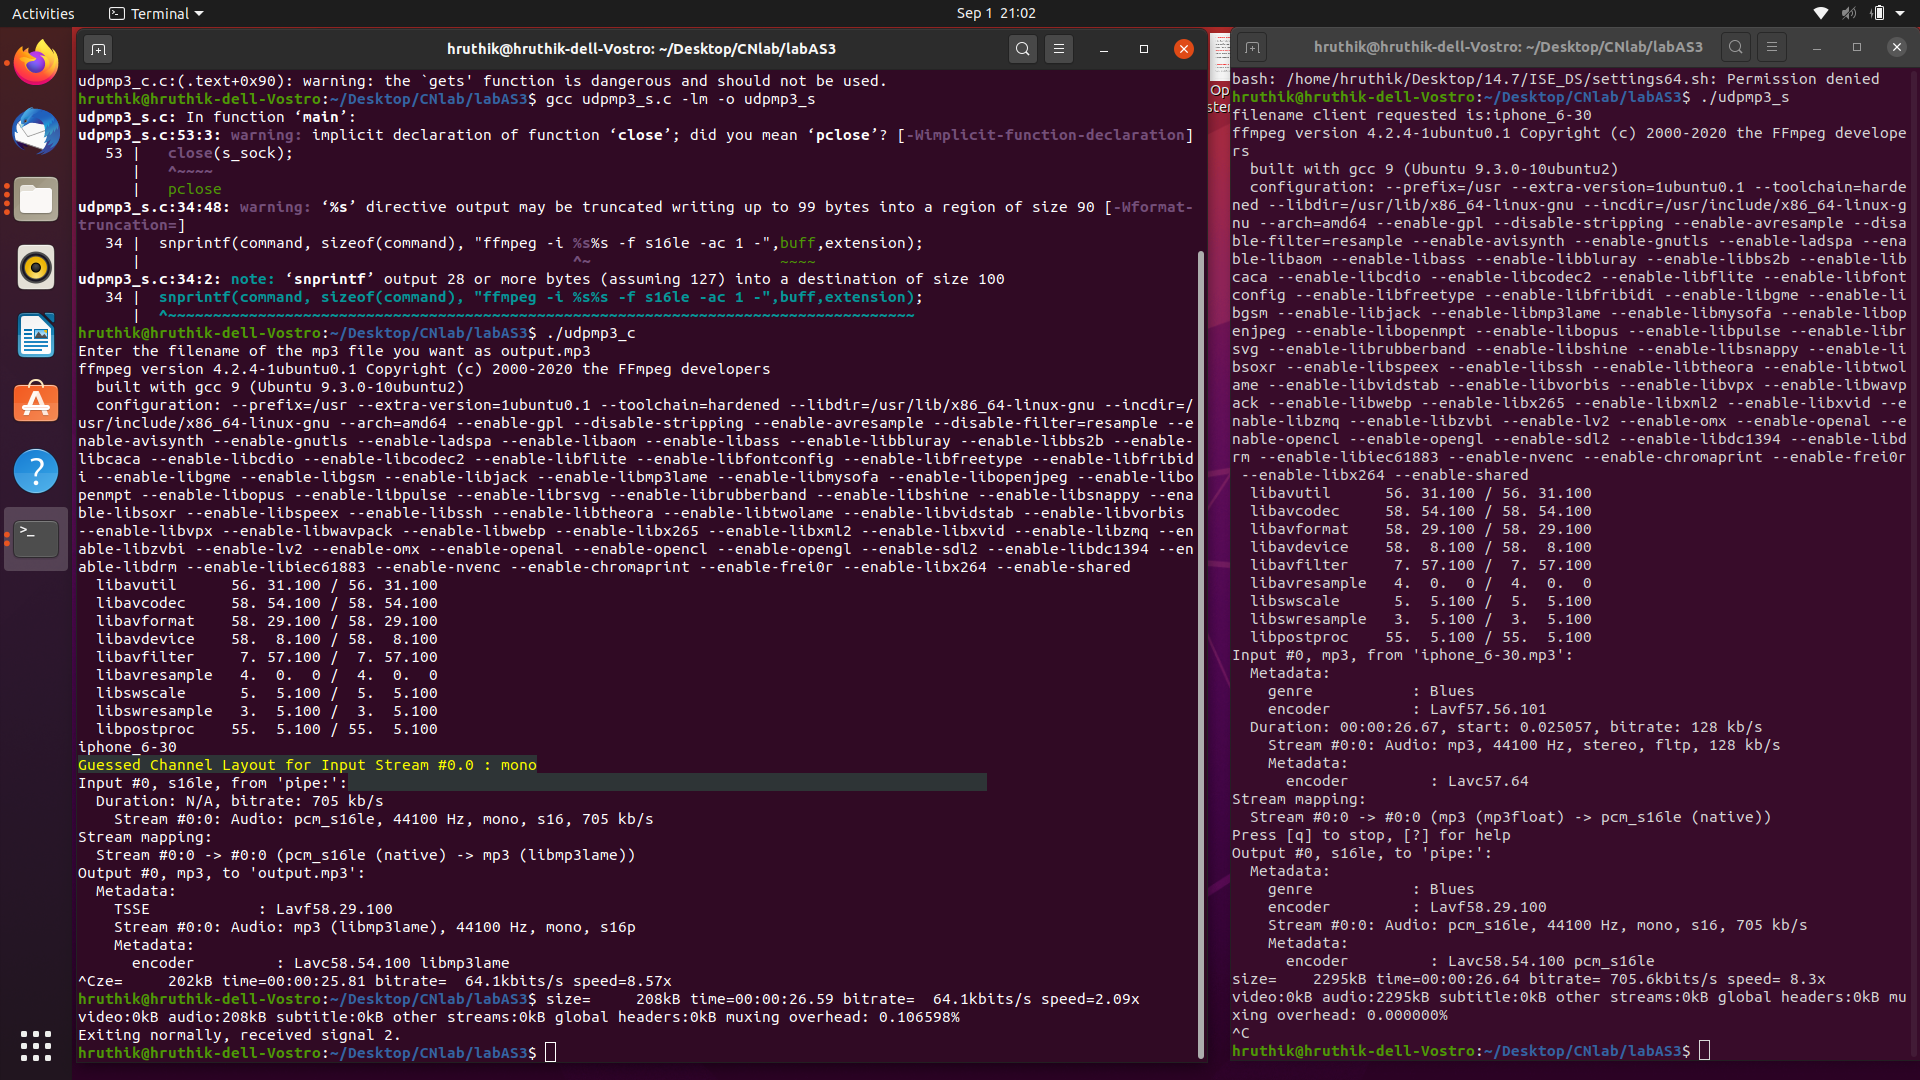 Activities
Terminal
Sep 1 21:02
hruthik@hruthik-dell-Vostro: ~/Desktop/CNlab/labAS3
udpmp3_c.c:(.text+0x90): warning: the `gets' function is dangerous and should not be used.
hruthik@hruthik-dell-Vostro:~/Desktop/CNlab/labAS3$ gcc udpmp3_s.c -lm -o udpmp3_s
udpmp3_s.c: In function ‘main’:
udpmp3_s.c:53:3: warning: implicit declaration of function ‘close’; did you mean ‘pclose’? [-Wimplicit-function-declaration]
   53 |   close(s_sock);
      |   ^~~~~
      |   pclose
udpmp3_s.c:34:48: warning: ‘%s’ directive output may be truncated writing up to 99 bytes into a region of size 90 [-Wformat-
truncation=]
   34 |  snprintf(command, sizeof(command), "ffmpeg -i %s%s -f s16le -ac 1 -",buff,extension);
      |                                                ^~                     ~~~~
udpmp3_s.c:34:2: note: ‘snprintf’ output 28 or more bytes (assuming 127) into a destination of size 100
   34 |  snprintf(command, sizeof(command), "ffmpeg -i %s%s -f s16le -ac 1 -",buff,extension);
      |  ^~~~~~~~~~~~~~~~~~~~~~~~~~~~~~~~~~~~~~~~~~~~~~~~~~~~~~~~~~~~~~~~~~~~~~~~~~~~~~~~~~~~
hruthik@hruthik-dell-Vostro:~/Desktop/CNlab/labAS3$ ./udpmp3_c
Enter the filename of the mp3 file you want as output.mp3
ffmpeg version 4.2.4-1ubuntu0.1 Copyright (c) 2000-2020 the FFmpeg developers
  built with gcc 9 (Ubuntu 9.3.0-10ubuntu2)
  configuration: --prefix=/usr --extra-version=1ubuntu0.1 --toolchain=hardened --libdir=/usr/lib/x86_64-linux-gnu --incdir=/
usr/include/x86_64-linux-gnu --arch=amd64 --enable-gpl --disable-stripping --enable-avresample --disable-filter=resample --e
nable-avisynth --enable-gnutls --enable-ladspa --enable-libaom --enable-libass --enable-libbluray --enable-libbs2b --enable-
libcaca --enable-libcdio --enable-libcodec2 --enable-libflite --enable-libfontconfig --enable-libfreetype --enable-libfribid
i --enable-libgme --enable-libgsm --enable-libjack --enable-libmp3lame --enable-libmysofa --enable-libopenjpeg --enable-libo
penmpt --enable-libopus --enable-libpulse --enable-librsvg --enable-librubberband --enable-libshine --enable-libsnappy --ena
ble-libsoxr --enable-libspeex --enable-libssh --enable-libtheora --enable-libtwolame --enable-libvidstab --enable-libvorbis 
--enable-libvpx --enable-libwavpack --enable-libwebp --enable-libx265 --enable-libxml2 --enable-libxvid --enable-libzmq --en
able-libzvbi --enable-lv2 --enable-omx --enable-openal --enable-opencl --enable-opengl --enable-sdl2 --enable-libdc1394 --en
able-libdrm --enable-libiec61883 --enable-nvenc --enable-chromaprint --enable-frei0r --enable-libx264 --enable-shared
  libavutil      56. 31.100 / 56. 31.100
  libavcodec     58. 54.100 / 58. 54.100
  libavformat    58. 29.100 / 58. 29.100
  libavdevice    58.  8.100 / 58.  8.100
  libavfilter     7. 57.100 /  7. 57.100
  libavresample   4.  0.  0 /  4.  0.  0
  libswscale      5.  5.100 /  5.  5.100
  libswresample   3.  5.100 /  3.  5.100
  libpostproc    55.  5.100 / 55.  5.100
iphone_6-30
Guessed Channel Layout for Input Stream #0.0 : mono
Input #0, s16le, from 'pipe:':
  Duration: N/A, bitrate: 705 kb/s
    Stream #0:0: Audio: pcm_s16le, 44100 Hz, mono, s16, 705 kb/s
Stream mapping:
  Stream #0:0 -> #0:0 (pcm_s16le (native) -> mp3 (libmp3lame))
Output #0, mp3, to 'output.mp3':
  Metadata:
    TSSE            : Lavf58.29.100
    Stream #0:0: Audio: mp3 (libmp3lame), 44100 Hz, mono, s16p
    Metadata:
      encoder         : Lavc58.54.100 libmp3lame
^Cze=     202kB time=00:00:25.81 bitrate=  64.1kbits/s speed=8.57x
hruthik@hruthik-dell-Vostro:~/Desktop/CNlab/labAS3$ size=     208kB time=00:00:26.59 bitrate=  64.1kbits/s speed=2.09x
video:0kB audio:208kB subtitle:0kB other streams:0kB global headers:0kB muxing overhead: 0.106598%
Exiting normally, received signal 2.
hruthik@hruthik-dell-Vostro:~/Desktop/CNlab/labAS3$
Op
ster
hruthik@hruthik-dell-Vostro: ~/Desktop/CNlab/labAS3
bash: /home/hruthik/Desktop/14.7/ISE_DS/settings64.sh: Permission denied
hruthik@hruthik-dell-Vostro:~/Desktop/CNlab/labAS3$ ./udpmp3_s
filename client requested is:iphone_6-30
ffmpeg version 4.2.4-1ubuntu0.1 Copyright (c) 2000-2020 the FFmpeg develope
rs
  built with gcc 9 (Ubuntu 9.3.0-10ubuntu2)
  configuration: --prefix=/usr --extra-version=1ubuntu0.1 --toolchain=harde
ned --libdir=/usr/lib/x86_64-linux-gnu --incdir=/usr/include/x86_64-linux-g
nu --arch=amd64 --enable-gpl --disable-stripping --enable-avresample --disa
ble-filter=resample --enable-avisynth --enable-gnutls --enable-ladspa --ena
ble-libaom --enable-libass --enable-libbluray --enable-libbs2b --enable-lib
caca --enable-libcdio --enable-libcodec2 --enable-libflite --enable-libfont
config --enable-libfreetype --enable-libfribidi --enable-libgme --enable-li
bgsm --enable-libjack --enable-libmp3lame --enable-libmysofa --enable-libop
enjpeg --enable-libopenmpt --enable-libopus --enable-libpulse --enable-libr
svg --enable-librubberband --enable-libshine --enable-libsnappy --enable-li
bsoxr --enable-libspeex --enable-libssh --enable-libtheora --enable-libtwol
ame --enable-libvidstab --enable-libvorbis --enable-libvpx --enable-libwavp
ack --enable-libwebp --enable-libx265 --enable-libxml2 --enable-libxvid --e
nable-libzmq --enable-libzvbi --enable-lv2 --enable-omx --enable-openal --e
nable-opencl --enable-opengl --enable-sdl2 --enable-libdc1394 --enable-libd
rm --enable-libiec61883 --enable-nvenc --enable-chromaprint --enable-frei0r
 --enable-libx264 --enable-shared
  libavutil      56. 31.100 / 56. 31.100
  libavcodec     58. 54.100 / 58. 54.100
  libavformat    58. 29.100 / 58. 29.100
  libavdevice    58.  8.100 / 58.  8.100
  libavfilter     7. 57.100 /  7. 57.100
  libavresample   4.  0.  0 /  4.  0.  0
  libswscale      5.  5.100 /  5.  5.100
  libswresample   3.  5.100 /  3.  5.100
  libpostproc    55.  5.100 / 55.  5.100
Input #0, mp3, from 'iphone_6-30.mp3':
  Metadata:
    genre           : Blues
    encoder         : Lavf57.56.101
  Duration: 00:00:26.67, start: 0.025057, bitrate: 128 kb/s
    Stream #0:0: Audio: mp3, 44100 Hz, stereo, fltp, 128 kb/s
    Metadata:
      encoder         : Lavc57.64
Stream mapping:
  Stream #0:0 -> #0:0 (mp3 (mp3float) -> pcm_s16le (native))
Press [q] to stop, [?] for help
Output #0, s16le, to 'pipe:':
  Metadata:
    genre           : Blues
    encoder         : Lavf58.29.100
    Stream #0:0: Audio: pcm_s16le, 44100 Hz, mono, s16, 705 kb/s
    Metadata:
      encoder         : Lavc58.54.100 pcm_s16le
size=    2295kB time=00:00:26.64 bitrate= 705.6kbits/s speed= 8.3x
video:0kB audio:2295kB subtitle:0kB other streams:0kB global headers:0kB mu
xing overhead: 0.000000%
^C
hruthik@hruthik-dell-Vostro:~/Desktop/CNlab/labAS3$